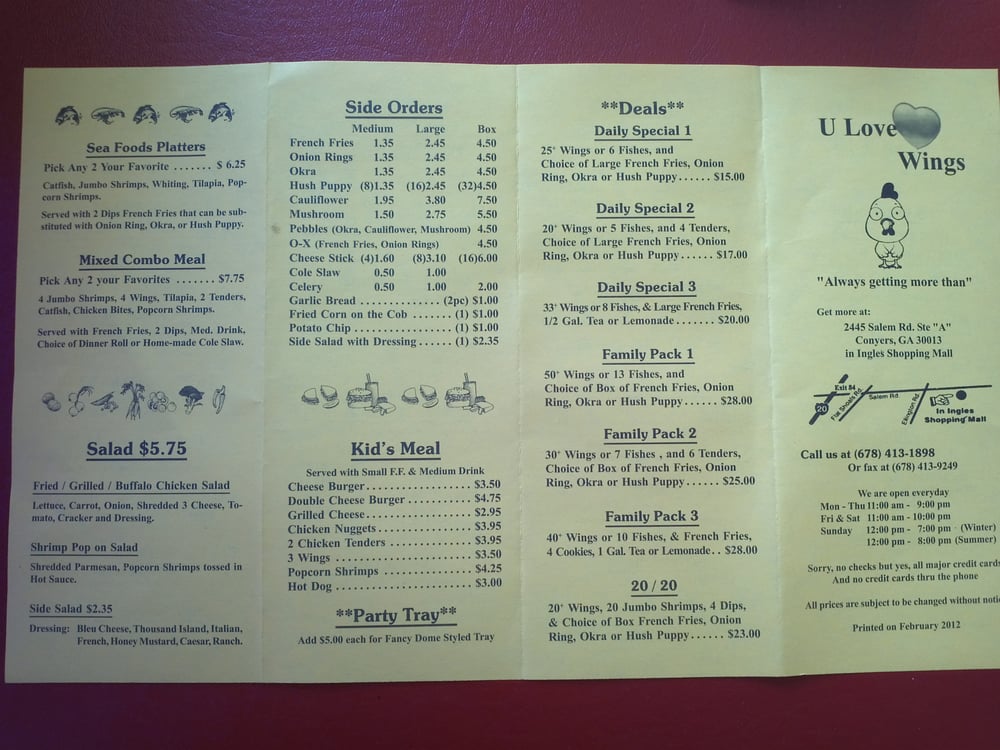 Sea Foods Platters
Pick Any 2 Your Favorite ....... $ 6.25
Catfish, Jumbo Shrimps, Whiting, Tilapia, Pop-
corn Shrimps.
Served with 2 Dips French Fries that can be sub-
stituted with Onion Ring, Okra, or Hush Puppy.
Mixed Combo Meal
Pick Any 2 your Favorites ....... $7.75
4 Jumbo Shrimps, 4 Wings, Tilapia, 2 Tenders,
Catfish, Chicken Bites, Popcorn Shrimps.
Served with French Fries, 2 Dips, Med. Drink,
Choice of Dinner Roll or Home-made Cole Slaw.
Salad $5.75
Fried / Grilled / Buffalo Chicken Salad
Lettuce, Carrot, Onion, Shredded 3 Cheese, To-
mato, Cracker and Dressing.
Shrimp Pop on Salad
Shredded Parmesan, Popcorn Shrimps tossed in
Hot Sauce.
Side Salad $2.35
Dressing: Bleu Cheese, Thousand Island, Italian,
French, Honey Mustard, Caesar, Ranch.
Side Orders
Medium Large Box
French Fries 1.35 2.45 4.50
Onion Rings 1.35 2.45 4.50
Okra 1.35 2.45 4.50
Hush Puppy (8)1.35 (16)2.45 (32)4.50
Cauliflower 1.95 3.80 7.50
Mushroom 1.50 2.75 5.50
Pebbles (Okra, Cauliflower, Mushroom) 4.50
O-X (French Fries, Onion Rings) 4.50
Cheese Stick (4)1.60 (8)3.10 (16)6.00
Cole Slaw 0.50 1.00
Celery 0.50 1.00 2.00
Garlic Bread .............. (2pc) $1.00
Fried Corn on the Cob ....... (1) $1.00
Potato Chip ................ (1) $1.00
Side Salad with Dressing ...... (1) $2.35
Kid's Meal
Served with Small F.F. & Medium Drink
Cheese Burger.................... $3.50
Double Cheese Burger .............. $4.75
Grilled Cheese.................... $2.95
Chicken Nuggets................... $3.95
2 Chicken Tenders ................. $3.95
3 Wings ......................... $3.50
Popcorn Shrimps .................. $4.25
Hot Dog ......................... $3.00
**Party Tray**
Add $5.00 each for Fancy Dome Styled Tray
**Deals**
Daily Special 1
25+ Wings or 6 Fishes, and
Choice of Large French Fries, Onion
Ring, Okra or Hush Puppy...... $15.00
Daily Special 2
20+ Wings or 5 Fishes, and 4 Tenders,
Choice of Large French Fries, Onion
Ring, Okra or Hush Puppy...... $17.00
Daily Special 3
33+ Wings or 8 Fishes, & Large French Fries,
1/2 Gal. Tea or Lemonade....... $20.00
Family Pack 1
50+ Wings or 13 Fishes, and
Choice of Box of French Fries, Onion
Ring, Okra or Hush Puppy...... $28.00
Family Pack 2
30+ Wings or 7 Fishes , and 6 Tenders,
Choice of Box of French Fries, Onion
Ring, Okra or Hush Puppy...... $25.00
Family Pack 3
40+ Wings or 10 Fishes, & French Fries,
4 Cookies, 1 Gal. Tea or Lemonade.. $28.00
20 / 20
20+ Wings, 20 Jumbo Shrimps, 4 Dips,
& Choice of Box French Fries, Onion
Ring, Okra or Hush Puppy...... $23.00
U Love
Wings
"Always getting more than"
Get more at:
2445 Salem Rd. Ste "A"
Conyers, GA 30013
in Ingles Shopping Mall
Exit 84
20
Flat Shoals Rd.
Salem Rd.
Ellington Rd.
In Ingles
Shopping Mall
Call us at (678) 413-1898
Or fax at (678) 413-9249
We are open everyday
Mon - Thu 11:00 am - 9:00 pm
Fri & Sat 11:00 am - 10:00 pm
Sunday 12:00 pm - 7:00 pm (Winter)
12:00 pm - 8:00 pm (Summer)
Sorry, no checks but yes, all major credit cards
And no credit cards thru the phone
All prices are subject to be changed without
Printed on February 2012